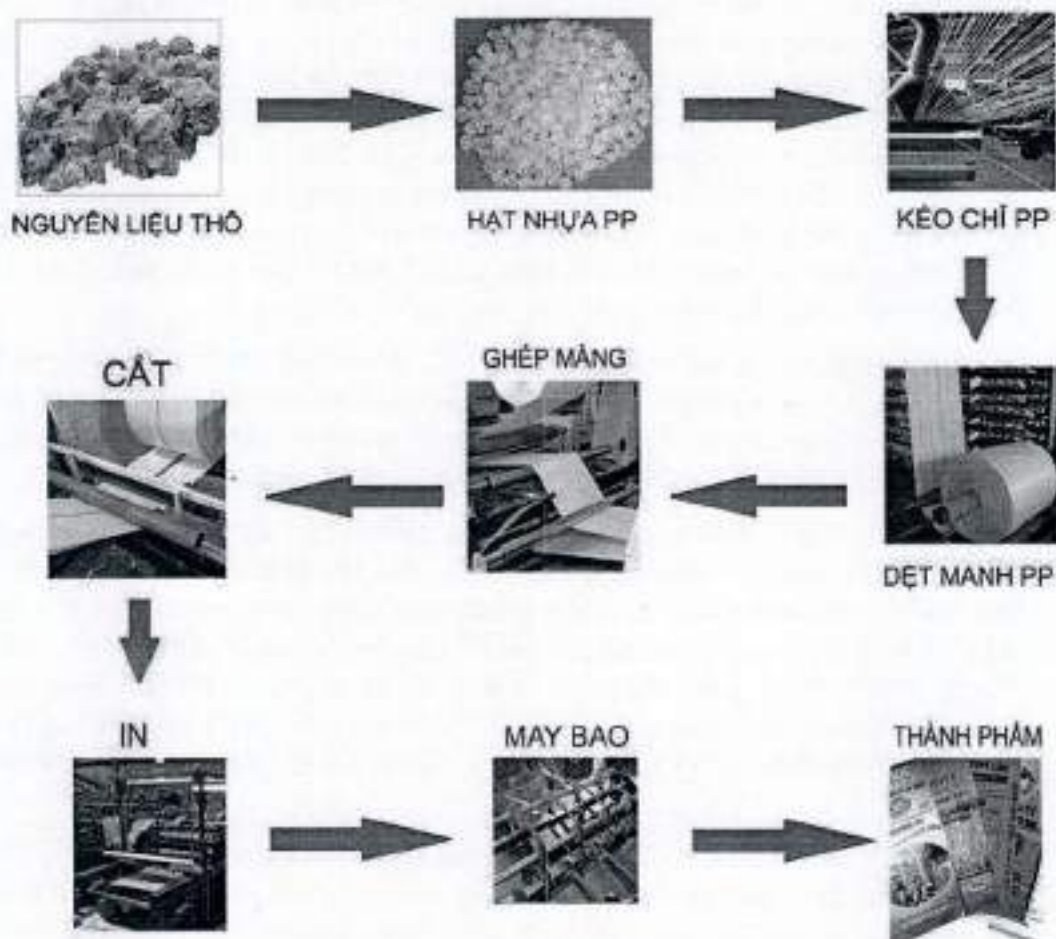 NGUYÊN LIỆU THÔ
HẠT NHỰA PP
KÉO CHỈ PP
DỆT MANH PP
GHÉP MÀNG
CẮT
IN
MAY BAO
THÀNH PHẨM